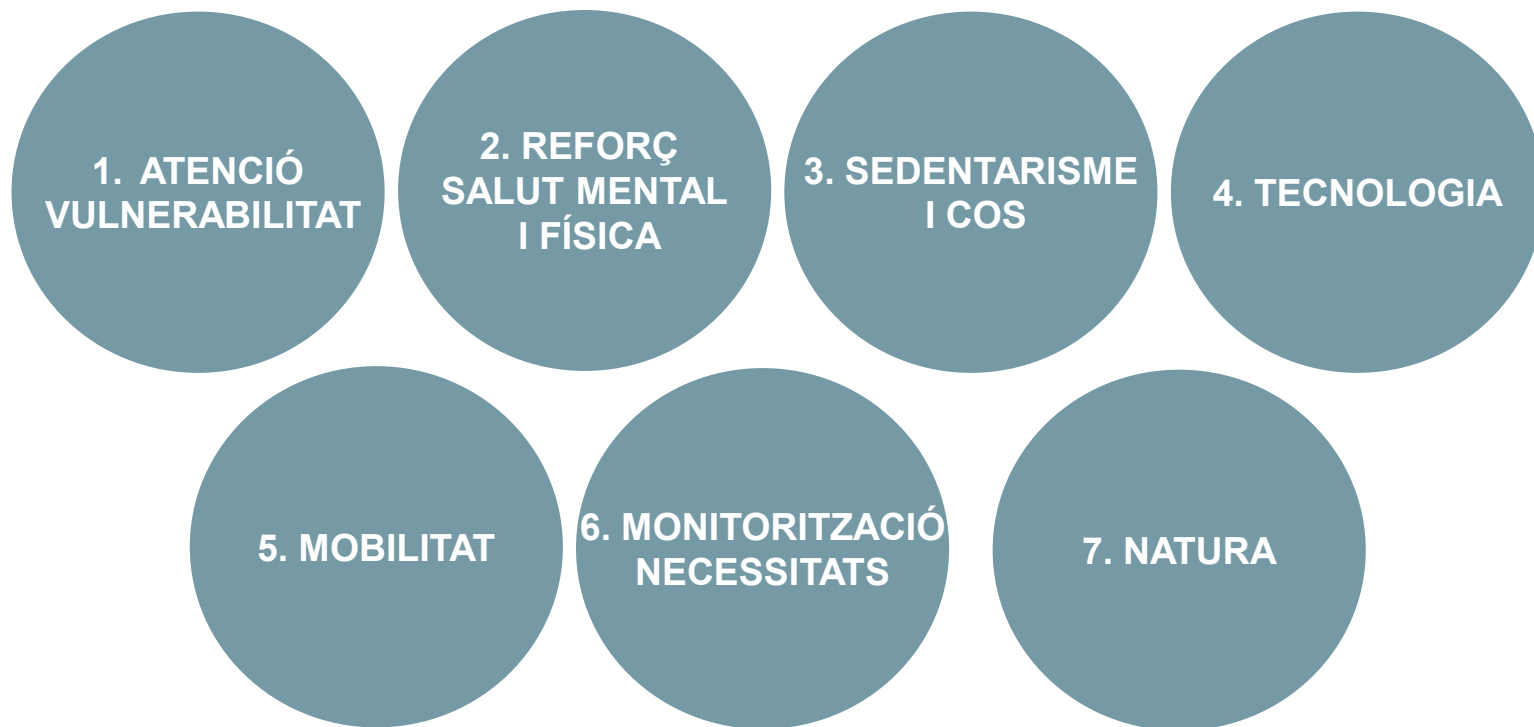 1. ATENCIÓ
VULNERABILITAT
2. REFORÇ
SALUT MENTAL
I FÍSICA
3. SEDENTARISME
I COS
4. TECNOLOGIA
5. MOBILITAT
6. MONITORITZACIÓ
NECESSITATS
7. NATURA